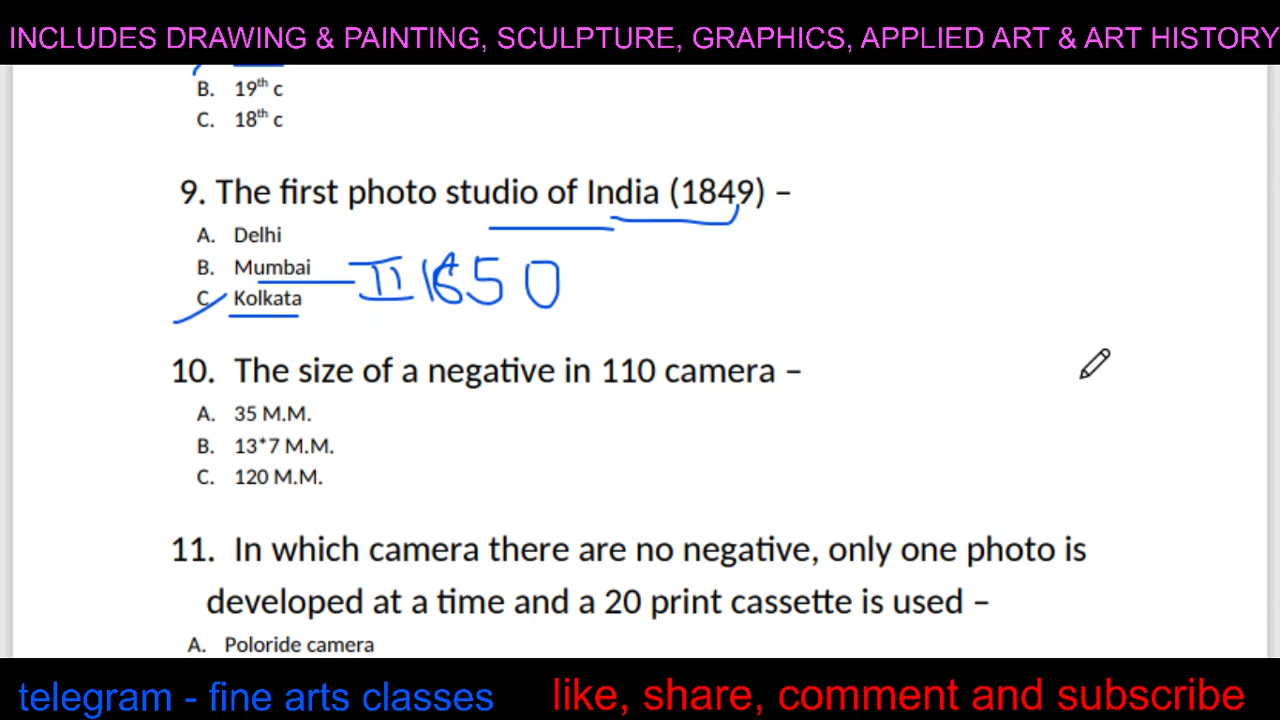 INCLUDES DRAWING & PAINTING, SCULPTURE, GRAPHICS, APPLIED ART & ART HISTORY
B. 19th c
C. 18th c
9. The first photo studio of India (1849) –
A. Delhi
B. Mumbai II 1850
C. Kolkata
10. The size of a negative in 110 camera –
A. 35 M.M.
B. 13*7 M.M.
C. 120 M.M.
11. In which camera there are no negative, only one photo is
developed at a time and a 20 print cassette is used –
A. Poloride camera
telegram - fine arts classes like, share, comment and subscribe